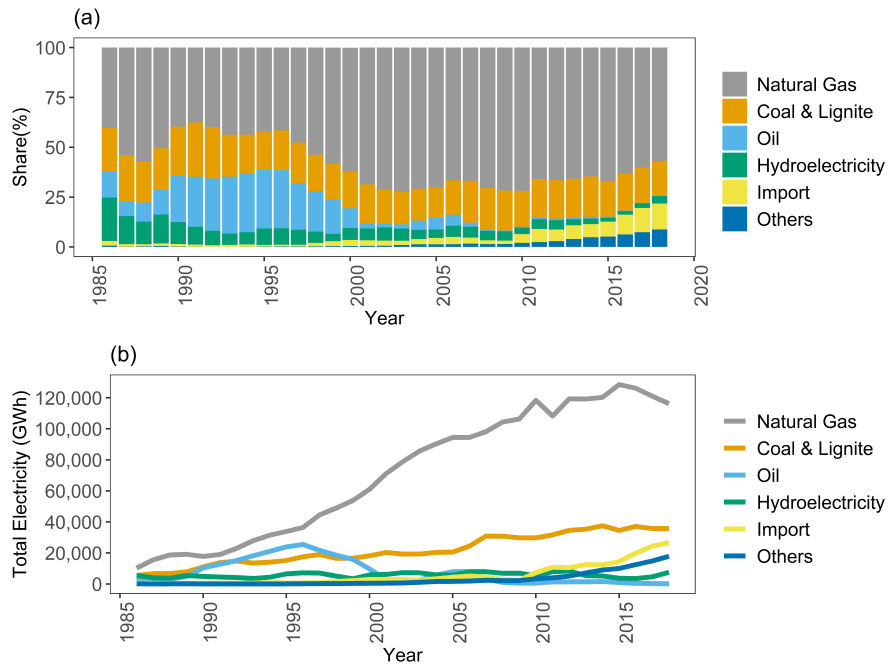 (a)
Share(%)
100
75
50
25
0
1985
1990
1995
2000
2005
2010
2015
2020
Year
Natural Gas
Coal & Lignite
Oil
Hydroelectricity
Import
Others
(b)
Total Electricity (GWh)
120,000
100,000
80,000
60,000
40,000
20,000
0
1985
1990
1995
2000
2005
2010
2015
Year
Natural Gas
Coal & Lignite
Oil
Hydroelectricity
Import
Others